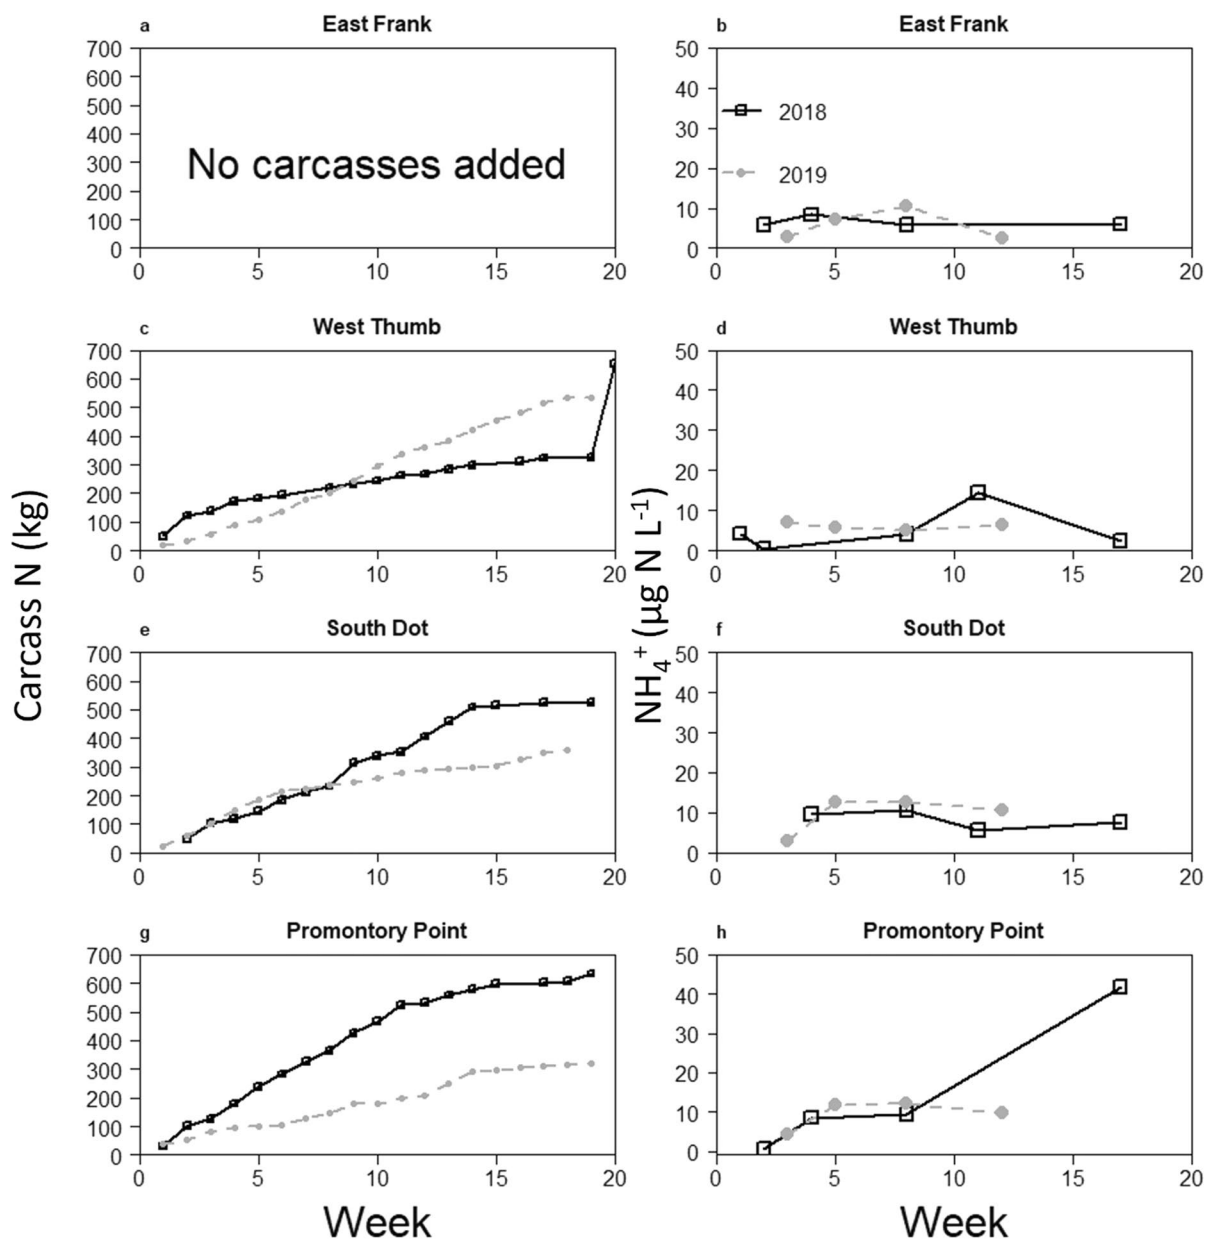 a East Frank
700
600
500
400
300
200
100
0
No carcasses added
0 5 10 15 20
b East Frank
50
40
30
20
10
0
2018
2019
0 5 10 15 20
c West Thumb
700
600
500
400
300
200
100
0
0 5 10 15 20
d West Thumb
50
40
30
20
10
0
0 5 10 15 20
e South Dot
700
600
500
400
300
200
100
0
0 5 10 15 20
f South Dot
50
40
30
20
10
0
0 5 10 15 20
g Promontory Point
700
600
500
400
300
200
100
0
0 5 10 15 20
h Promontory Point
50
40
30
20
10
0
0 5 10 15 20
Carcass N (kg)
NH₄⁺ (µg N L⁻¹)
Week
Week